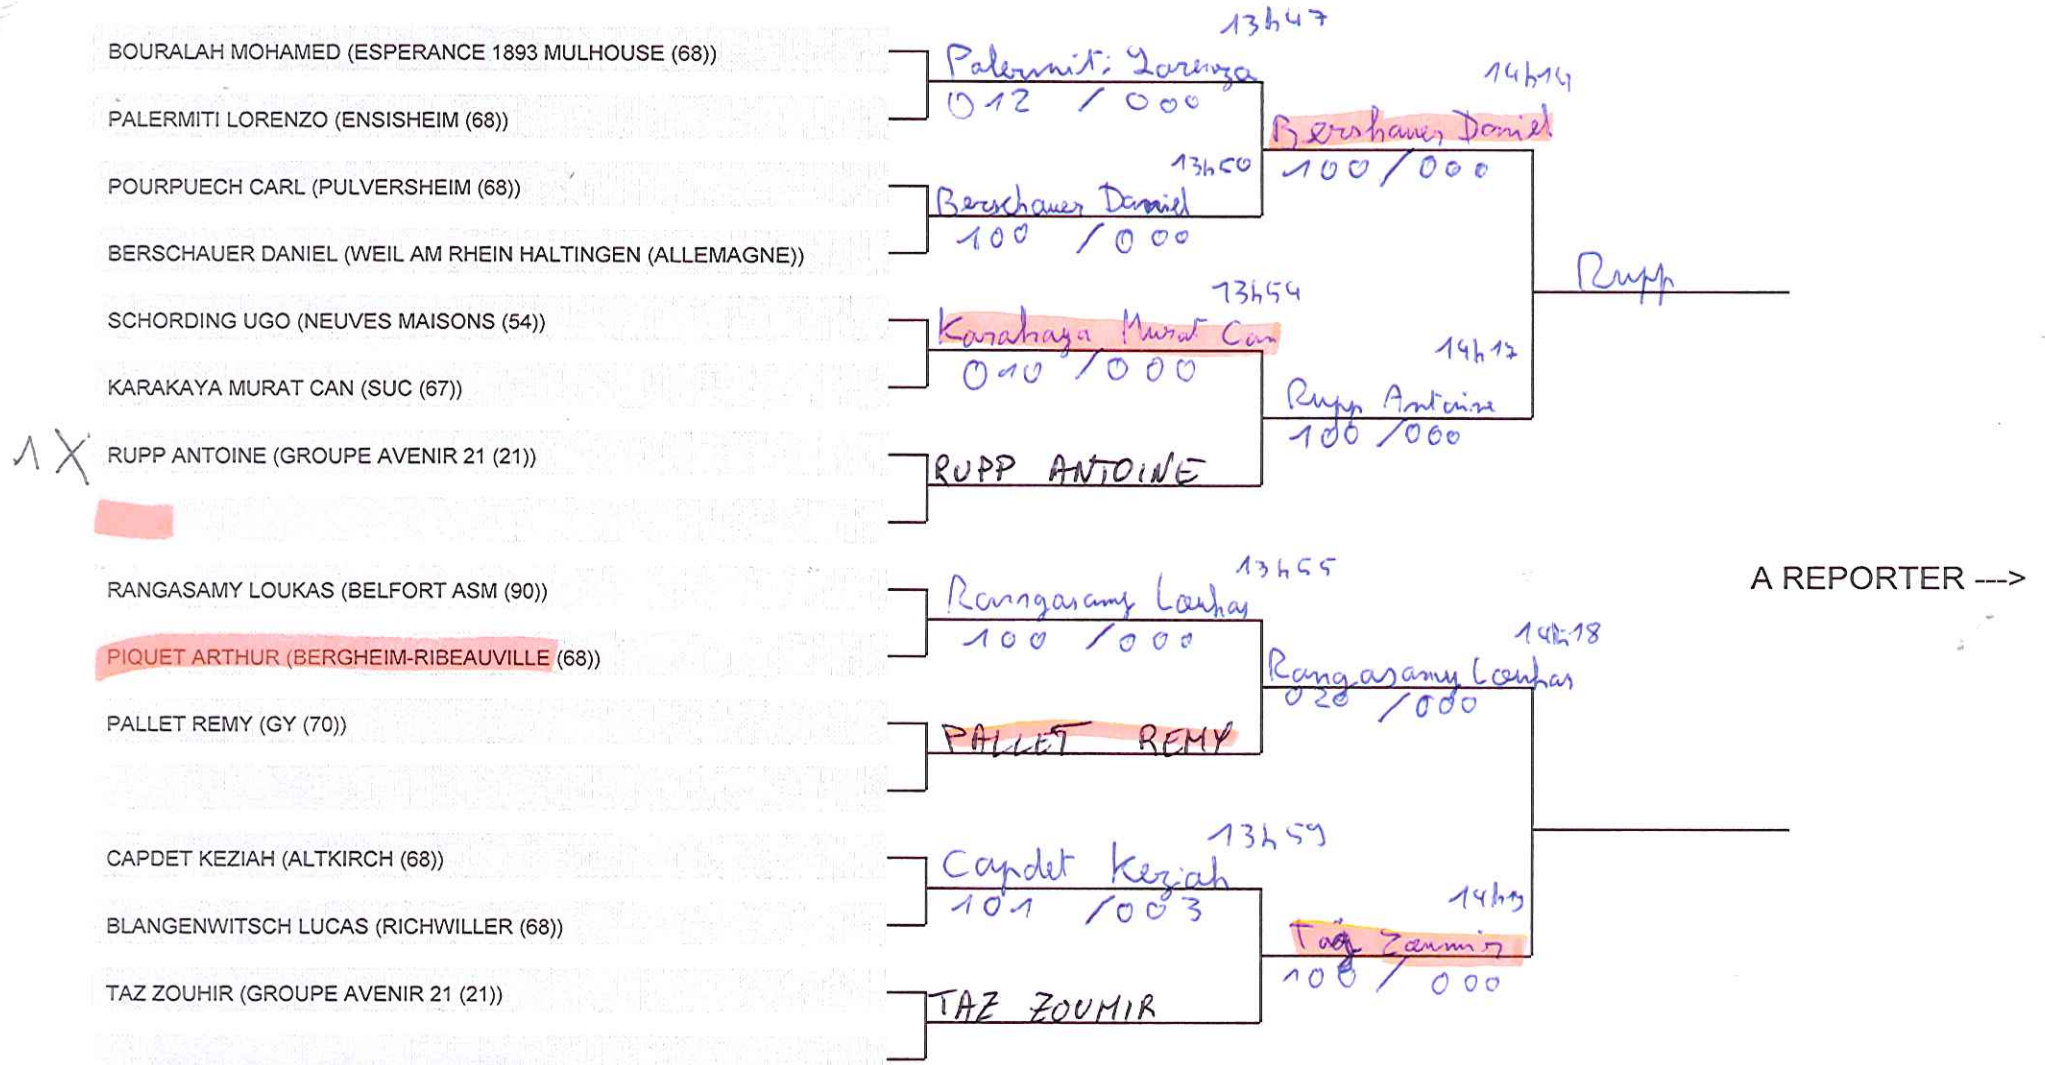 13h47
BOURALAH MOHAMED (ESPERANCE 1893 MULHOUSE (68))
Palermiti Lorenzo
14h14
012 / 000
PALERMITI LORENZO (ENSISHEIM (68))
Bershauer Daniel
13h50
100 / 000
POURPUECH CARL (PULVERSHEIM (68))
Berschauer Daniel
100 / 000
BERSCHAUER DANIEL (WEIL AM RHEIN HALTINGEN (ALLEMAGNE))
Rupp
13h54
SCHORDING UGO (NEUVES MAISONS (54))
Karakaya Murat Can
14h17
010 / 000
KARAKAYA MURAT CAN (SUC (67))
Rupp Antoine
100 / 000
1X RUPP ANTOINE (GROUPE AVENIR 21 (21))
RUPP ANTOINE
13h55
A REPORTER --->
RANGASAMY LOUKAS (BELFORT ASM (90))
Rangasamy Loukas
100 / 000
14h18
PIQUET ARTHUR (BERGHEIM-RIBEAUVILLE (68))
Rangasamy Loukas
020 / 000
PALLET REMY (GY (70))
PALLET REMY
13h59
CAPDET KEZIAH (ALTKIRCH (68))
Capdet Keziah
101 / 003
BLANGENWITSCH LUCAS (RICHWILLER (68))
Taz Zoumir
100 / 000
TAZ ZOUHIR (GROUPE AVENIR 21 (21))
TAZ ZOUMIR